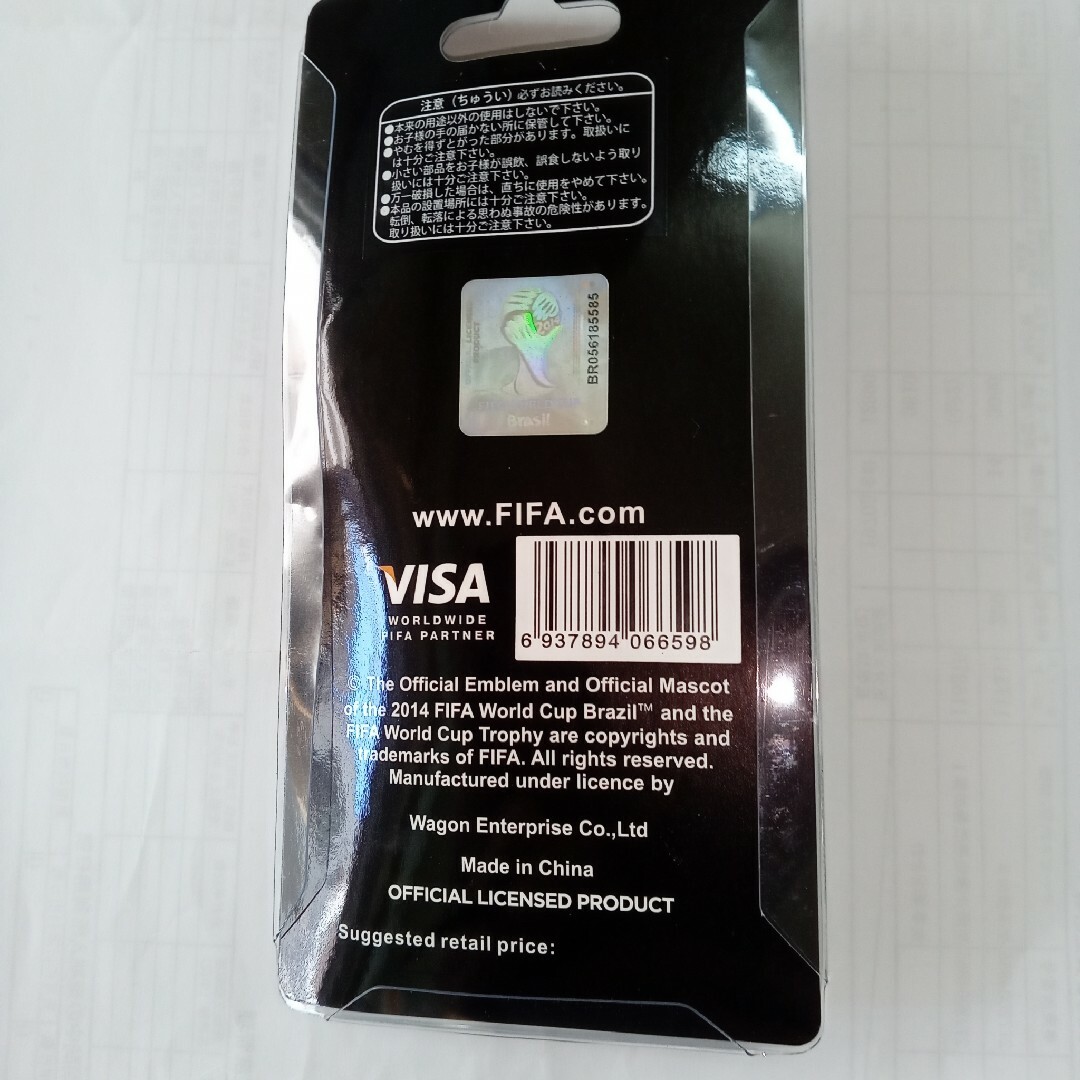 注意（ちゅうい）必ずお読みください。
●本来の用途以外の使用はしないで下さい。
●お子様の手の届かない所に保管して下さい。
●やむを得ずとがった部分があります。取扱いに
は十分ご注意下さい。
●小さい部品をお子様が誤飲、誤食しないよう取り
扱いには十分ご注意下さい。
●万一破損した場合は、直ちに使用をやめて下さい。
●本品の設置場所には十分ご注意下さい。
転倒、転落による思わぬ事故の危険性があります。
取り扱いには十分ご注意下さい。
PRODUCT
Brasil
BR056185585
www.FIFA.com
VISA
WORLDWIDE
FIFA PARTNER
6 937894 066598
© The Official Emblem and Official Mascot
of the 2014 FIFA World Cup Brazil™ and the
FIFA World Cup Trophy are copyrights and
trademarks of FIFA. All rights reserved.
Manufactured under licence by
Wagon Enterprise Co.,Ltd
Made in China
OFFICIAL LICENSED PRODUCT
Suggested retail price: